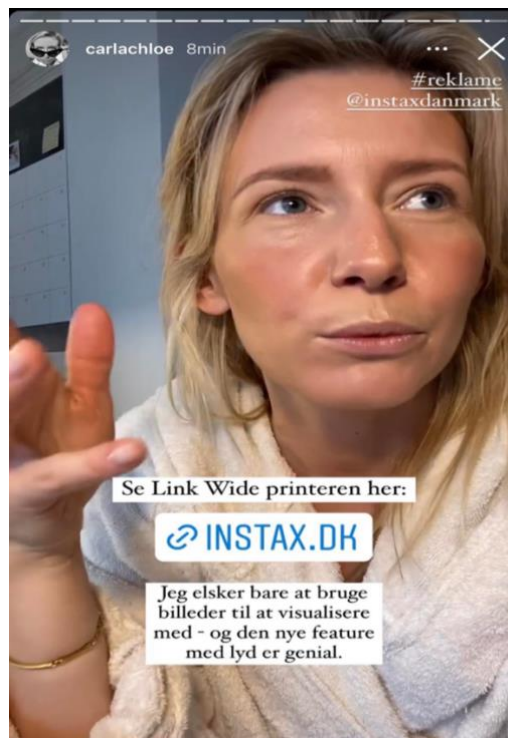 carlachloe 8min
#reklame
@instaxdanmark
Se Link Wide printeren her:
INSTAX.DK
Jeg elsker bare at bruge
billeder til at visualisere
med - og den nye feature
med lyd er genial.